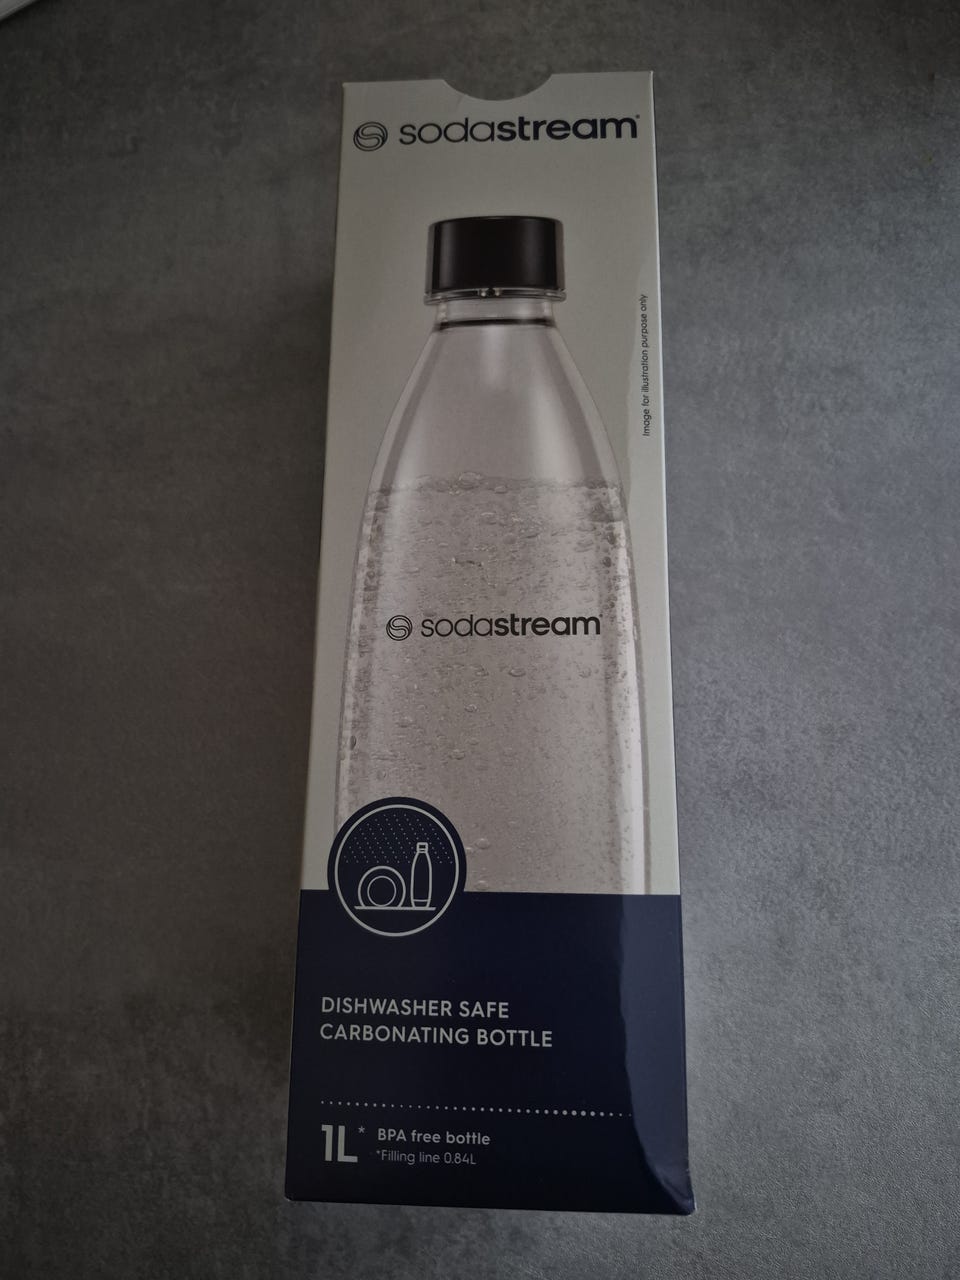 sodastream
Image for illustration purpose only
sodastream
DISHWASHER SAFE
CARBONATING BOTTLE
1L*
BPA free bottle
*Filling line 0.84L